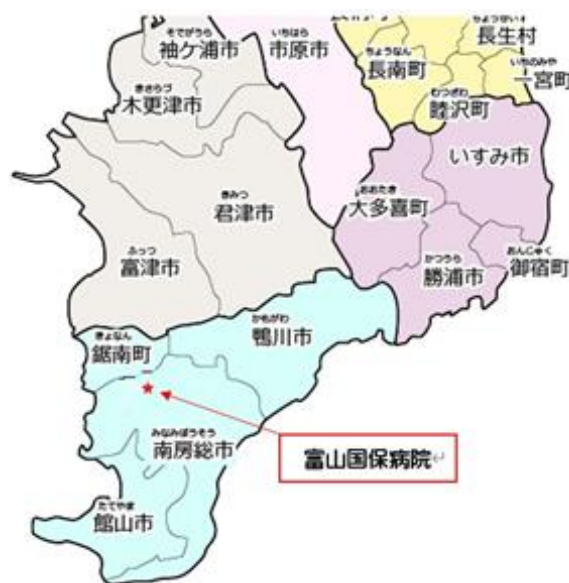 ちょうせい
長生村
そでがうら
袖ケ浦市
いちはら
市原市
ちょうなん
長南町
いちのみや
一宮町
きさらづ
木更津市
むつざわ
睦沢町
いすみ市
きみつ
君津市
おおたき
大多喜町
ふっつ
富津市
かつうら
勝浦市
おんじゅく
御宿町
かもがわ
鴨川市
きょなん
鋸南町
みなみぼうそう
南房総市
富山国保病院
たてやま
館山市